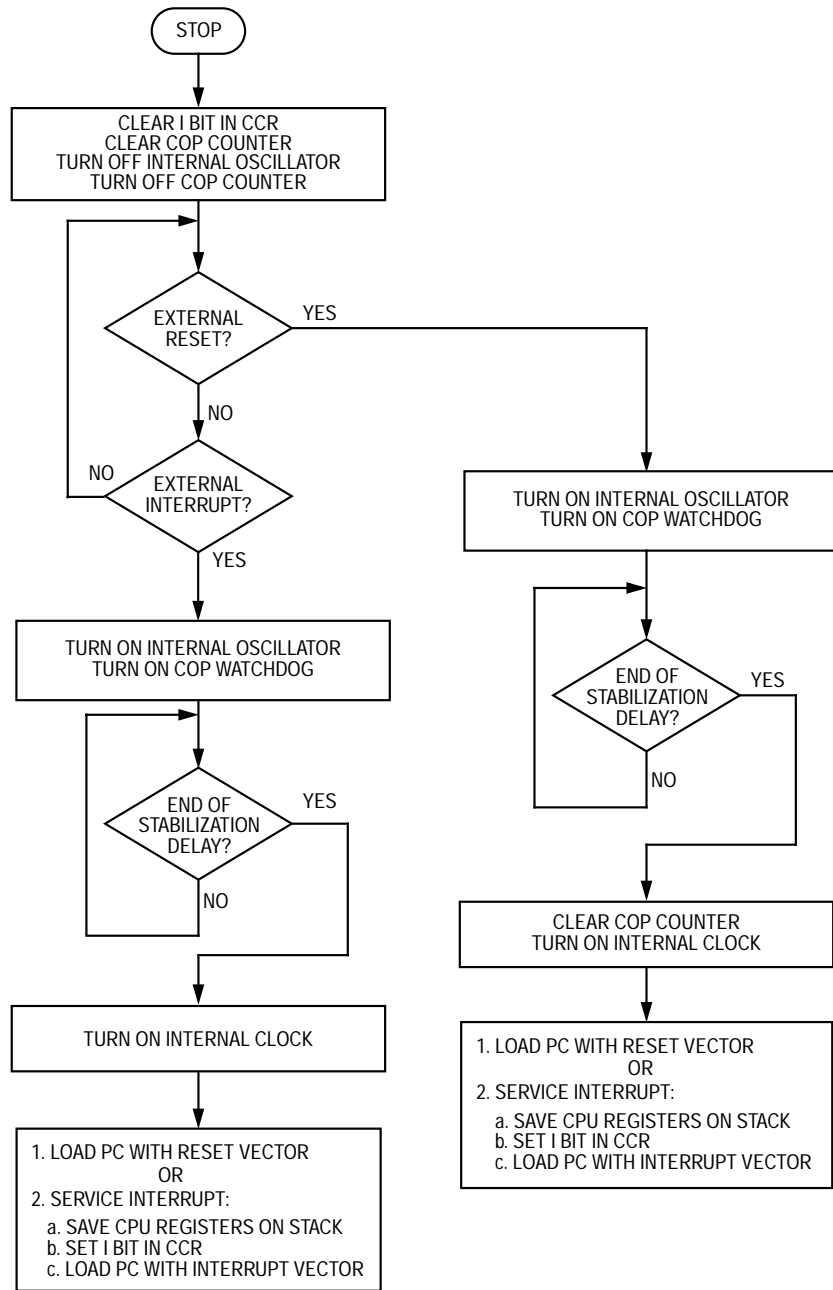 STOP
CLEAR I BIT IN CCR
CLEAR COP COUNTER
TURN OFF INTERNAL OSCILLATOR
TURN OFF COP COUNTER
EXTERNAL
RESET?
YES
NO
EXTERNAL
INTERRUPT?
NO
YES
TURN ON INTERNAL OSCILLATOR
TURN ON COP WATCHDOG
END OF
STABILIZATION
DELAY?
YES
NO
TURN ON INTERNAL CLOCK
1. LOAD PC WITH RESET VECTOR
OR
2. SERVICE INTERRUPT:
a. SAVE CPU REGISTERS ON STACK
b. SET I BIT IN CCR
c. LOAD PC WITH INTERRUPT VECTOR
TURN ON INTERNAL OSCILLATOR
TURN ON COP WATCHDOG
END OF
STABILIZATION
DELAY?
YES
NO
CLEAR COP COUNTER
TURN ON INTERNAL CLOCK
1. LOAD PC WITH RESET VECTOR
OR
2. SERVICE INTERRUPT:
a. SAVE CPU REGISTERS ON STACK
b. SET I BIT IN CCR
c. LOAD PC WITH INTERRUPT VECTOR